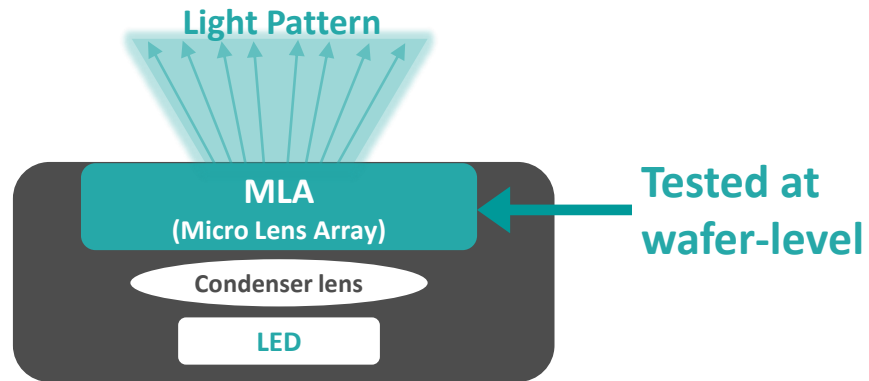 Light Pattern
MLA
(Micro Lens Array)
Tested at
wafer-level
Condenser lens
LED